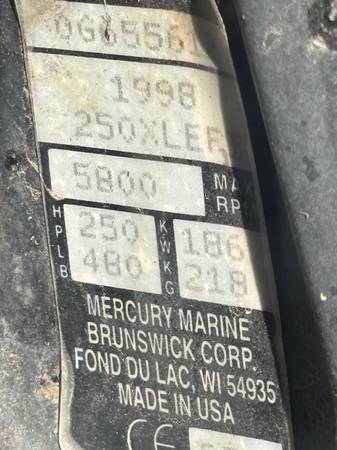 1998
5800 MAX RPM
HP 250 KW 186
LB 480 KG 218
MERCURY MARINE
BRUNSWICK CORP.
FOND DU LAC, WI 54935
MADE IN USA
CE